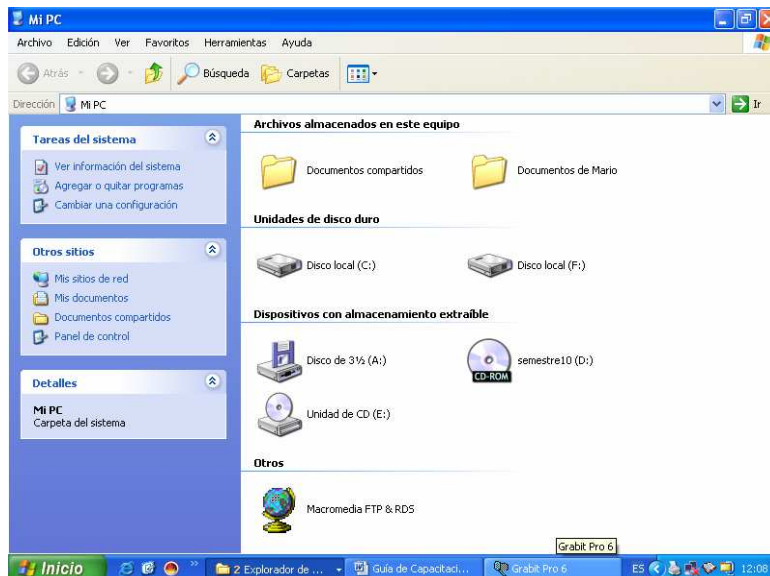 Mi PC
Archivo Edición Ver Favoritos Herramientas Ayuda
Atrás Búsqueda Carpetas
Dirección Mi PC Ir
Tareas del sistema
Ver información del sistema
Agregar o quitar programas
Cambiar una configuración
Otros sitios
Mis sitios de red
Mis documentos
Documentos compartidos
Panel de control
Detalles
Mi PC
Carpeta del sistema
Archivos almacenados en este equipo
Documentos compartidos Documentos de Mario
Unidades de disco duro
Disco local (C:) Disco local (F:)
Dispositivos con almacenamiento extraíble
Disco de 3½ (A:) semestre10 (D:)
CD-ROM
Unidad de CD (E:)
Otros
Macromedia FTP & RDS
Grabit Pro 6
Inicio 2 Explorador de ... Guía de Capacitaci... Grabit Pro 6 ES 12:08